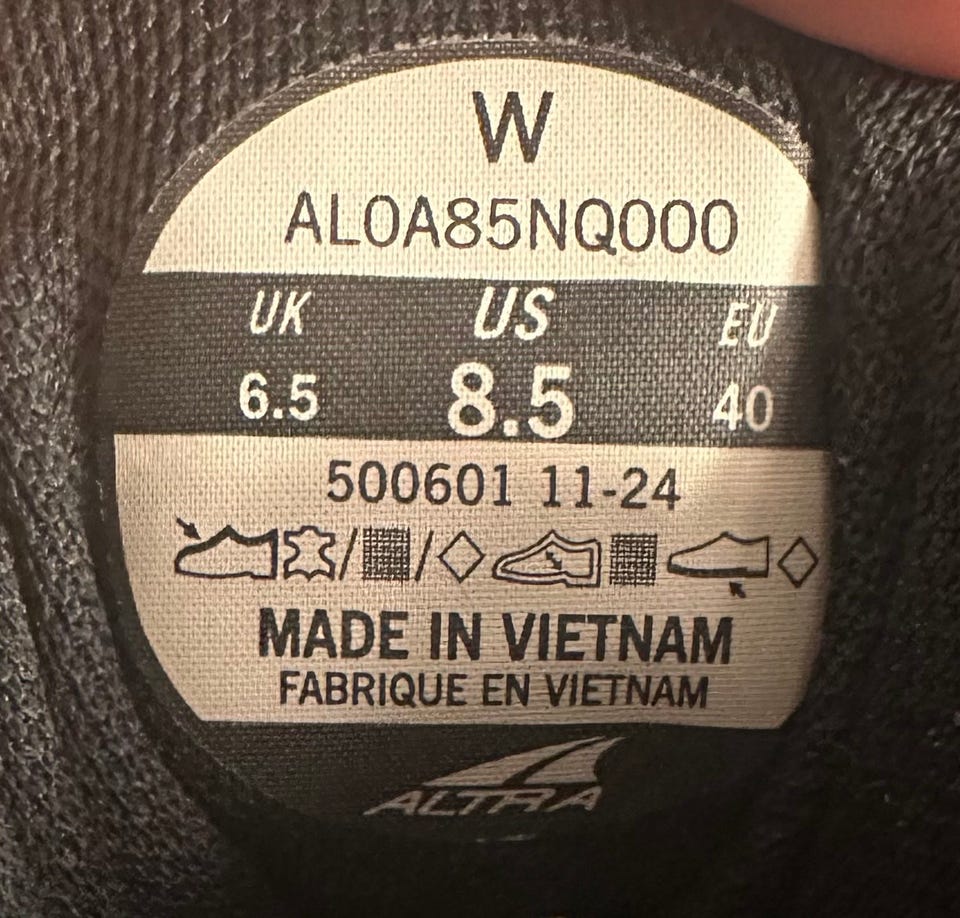 W
AL0A85NQ000
UK US EU
6.5 8.5 40
500601 11-24
MADE IN VIETNAM
FABRIQUE EN VIETNAM
ALTRA